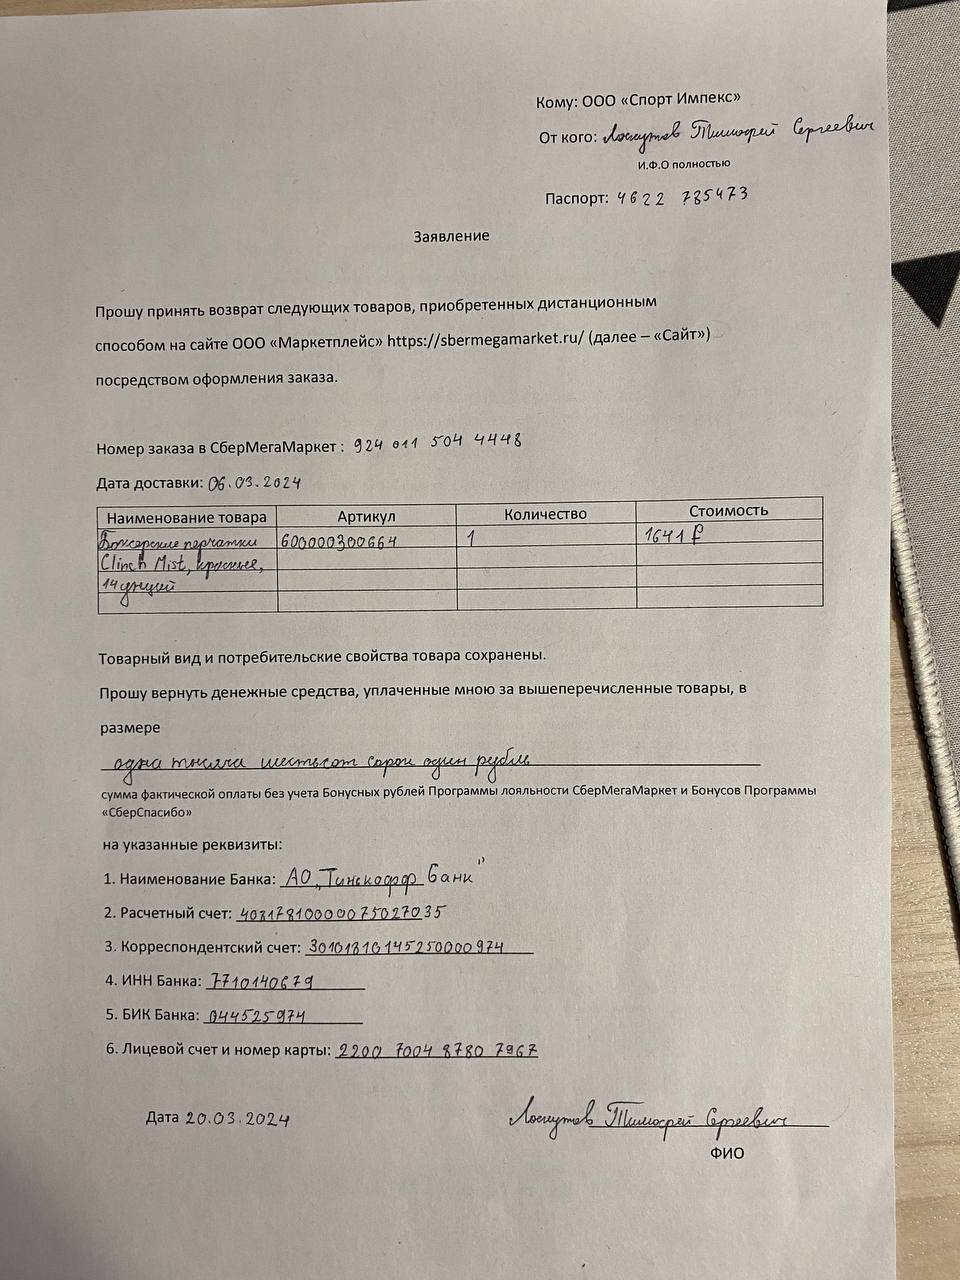 Кому: ООО «Спорт Импекс»
От кого: Лоскутов Тимофей Сергеевич
И.Ф.О полностью
Паспорт: 4622 785473
Заявление
Прошу принять возврат следующих товаров, приобретенных дистанционным
способом на сайте ООО «Маркетплейс» https://sbermegamarket.ru/ (далее – «Сайт»)
посредством оформления заказа.
Номер заказа в СберМегаМаркет : 924 011 504 4448
Дата доставки: 06.03.2024
Наименование товара Артикул Количество Стоимость
Боксерские перчатки 600000300664 1 1641 ₽
Clinch Mist, красные,
14 унций
Товарный вид и потребительские свойства товара сохранены.
Прошу вернуть денежные средства, уплаченные мною за вышеперечисленные товары, в
размере
одна тысяча шестьсот сорок один рубль
сумма фактической оплаты без учета Бонусных рублей Программы лояльности СберМегаМаркет и Бонусов Программы
«СберСпасибо»
на указанные реквизиты:
1. Наименование Банка: АО „Тинькофф Банк"
2. Расчетный счет: 40817810000075027035
3. Корреспондентский счет: 30101810145250000974
4. ИНН Банка: 7710140679
5. БИК Банка: 044525974
6. Лицевой счет и номер карты: 2200 7004 8780 7967
Дата 20.03.2024 Лоскутов Тимофей Сергеевич
ФИО